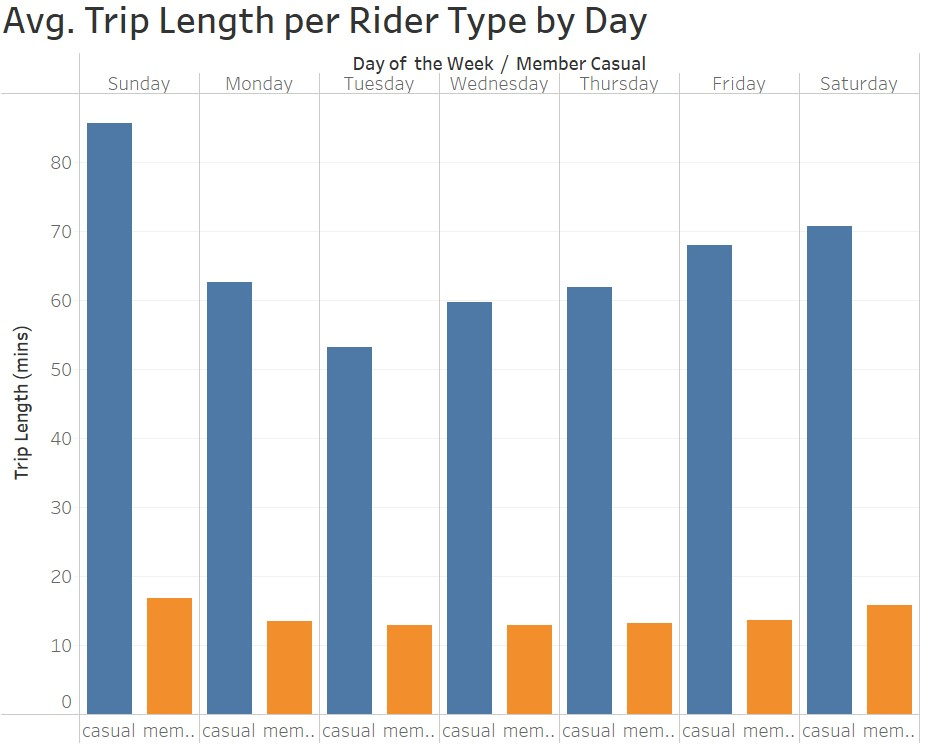 Avg. Trip Length per Rider Type by Day
Day of the Week / Member Casual
Sunday Monday Tuesday Wednesday Thursday Friday Saturday
Trip Length (mins)
80
70
60
50
40
30
20
10
0
casual mem.. casual mem.. casual mem.. casual mem.. casual mem.. casual mem.. casual mem..